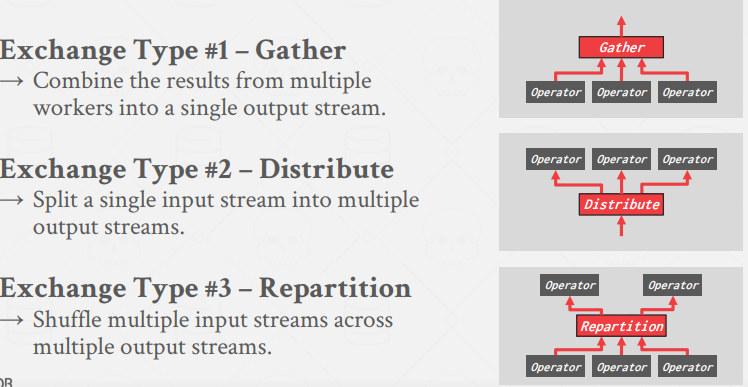 Exchange Type #1 – Gather
→ Combine the results from multiple
workers into a single output stream.
Gather
Operator Operator Operator
Exchange Type #2 – Distribute
→ Split a single input stream into multiple
output streams.
Operator Operator Operator
Distribute
Exchange Type #3 – Repartition
→ Shuffle multiple input streams across
multiple output streams.
Operator Operator
Repartition
Operator Operator Operator
OR